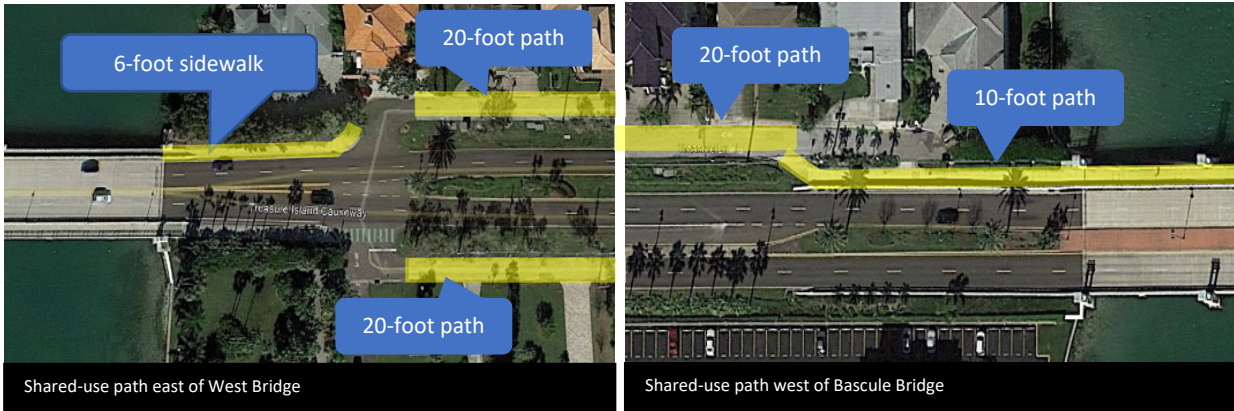 6-foot sidewalk
20-foot path
Treasure Island Causeway
20-foot path
Shared-use path east of West Bridge
20-foot path
10-foot path
Shared-use path west of Bascule Bridge